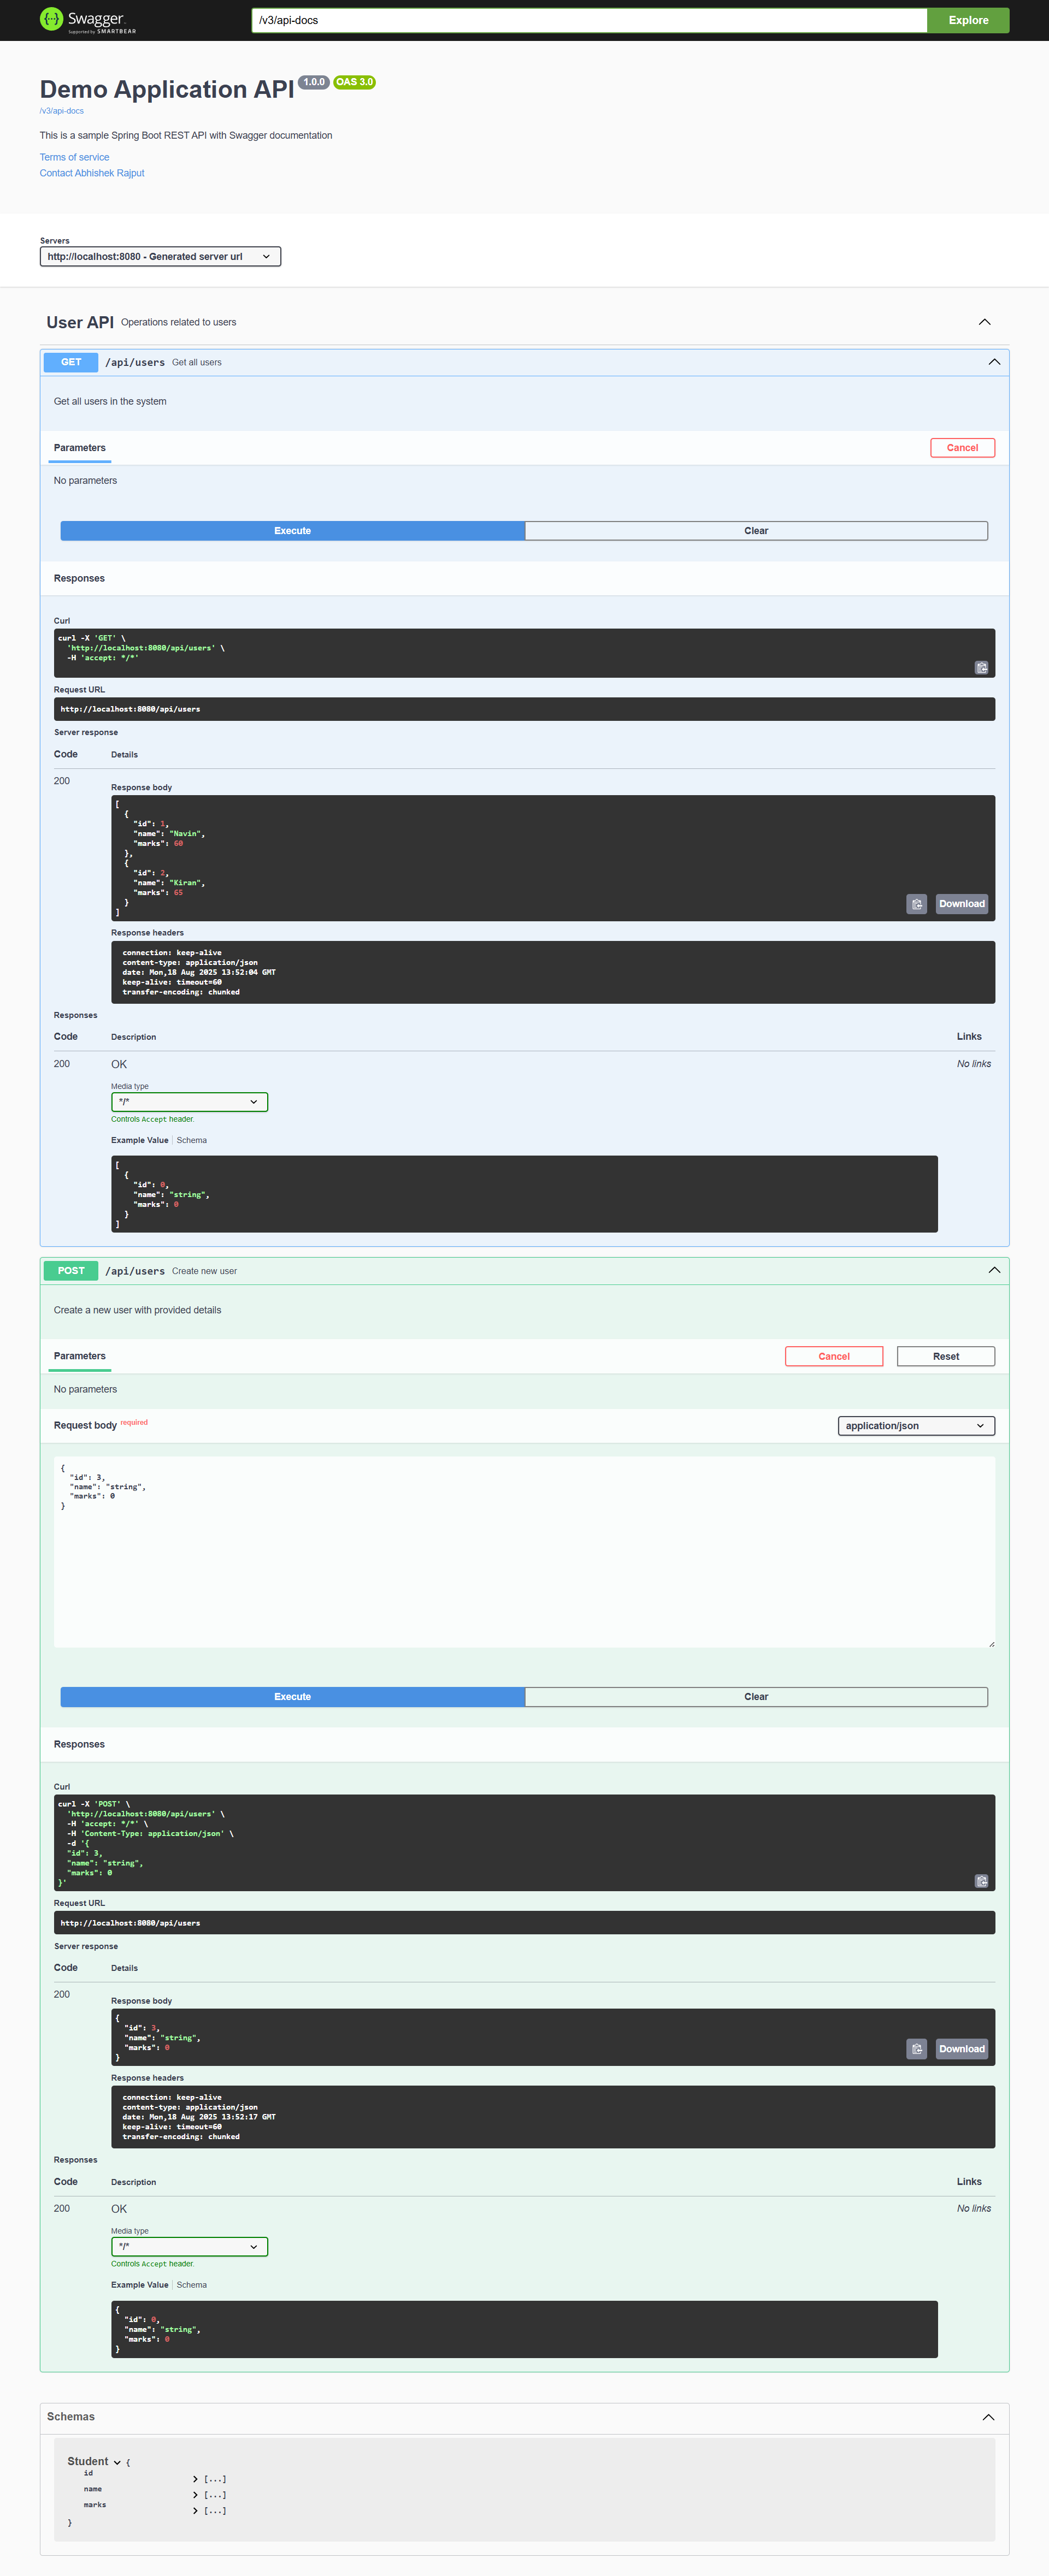 Swagger.
Supported by SMARTBEAR
/v3/api-docs
Explore
Demo Application API 1.0.0 OAS 3.0
/v3/api-docs
This is a sample Spring Boot REST API with Swagger documentation
Terms of service
Contact Abhishek Rajput
Servers
http://localhost:8080 - Generated server url
User API Operations related to users
GET /api/users Get all users
Get all users in the system
Parameters Cancel
No parameters
Execute Clear
Responses
Curl
curl -X 'GET' \
'http://localhost:8080/api/users' \
-H 'accept: */*'
Request URL
http://localhost:8080/api/users
Server response
Code Details
200
Response body
[
{
"id": 1,
"name": "Navin",
"marks": 60
},
{
"id": 2,
"name": "Kiran",
"marks": 65
}
]
Download
Response headers
connection: keep-alive
content-type: application/json
date: Mon,18 Aug 2025 13:52:04 GMT
keep-alive: timeout=60
transfer-encoding: chunked
Responses
Code Description Links
200 OK No links
Media type
*/*
Controls Accept header.
Example Value Schema
[
{
"id": 0,
"name": "string",
"marks": 0
}
]
POST /api/users Create new user
Create a new user with provided details
Parameters Cancel Reset
No parameters
Request body required application/json
{
"id": 3,
"name": "string",
"marks": 0
}
Execute Clear
Responses
Curl
curl -X 'POST' \
'http://localhost:8080/api/users' \
-H 'accept: */*' \
-H 'Content-Type: application/json' \
-d '{
"id": 3,
"name": "string",
"marks": 0
}'
Request URL
http://localhost:8080/api/users
Server response
Code Details
200
Response body
{
"id": 3,
"name": "string",
"marks": 0
}
Download
Response headers
connection: keep-alive
content-type: application/json
date: Mon,18 Aug 2025 13:52:17 GMT
keep-alive: timeout=60
transfer-encoding: chunked
Responses
Code Description Links
200 OK No links
Media type
*/*
Controls Accept header.
Example Value Schema
{
"id": 0,
"name": "string",
"marks": 0
}
Schemas
Student {
id [...]
name [...]
marks [...]
}